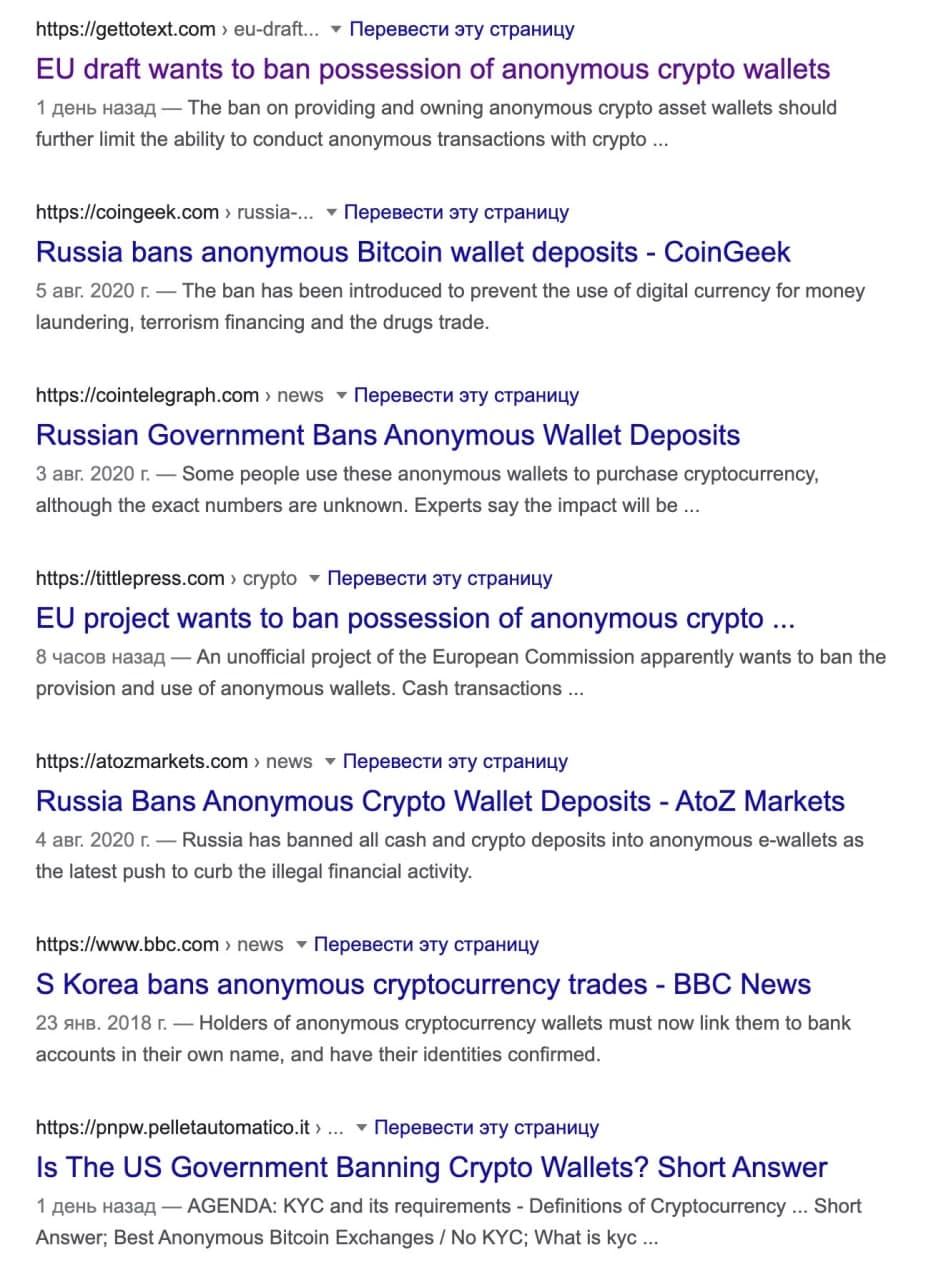 https://gettotext.com › eu-draft... ▼ Перевести эту страницу
EU draft wants to ban possession of anonymous crypto wallets
1 день назад — The ban on providing and owning anonymous crypto asset wallets should
further limit the ability to conduct anonymous transactions with crypto ...
https://coingeek.com › russia-... ▼ Перевести эту страницу
Russia bans anonymous Bitcoin wallet deposits - CoinGeek
5 авг. 2020 г. — The ban has been introduced to prevent the use of digital currency for money
laundering, terrorism financing and the drugs trade.
https://cointelegraph.com › news ▼ Перевести эту страницу
Russian Government Bans Anonymous Wallet Deposits
3 авг. 2020 г. — Some people use these anonymous wallets to purchase cryptocurrency,
although the exact numbers are unknown. Experts say the impact will be ...
https://tittlepress.com › crypto ▼ Перевести эту страницу
EU project wants to ban possession of anonymous crypto ...
8 часов назад — An unofficial project of the European Commission apparently wants to ban the
provision and use of anonymous wallets. Cash transactions ...
https://atozmarkets.com › news ▼ Перевести эту страницу
Russia Bans Anonymous Crypto Wallet Deposits - AtoZ Markets
4 авг. 2020 г. — Russia has banned all cash and crypto deposits into anonymous e-wallets as
the latest push to curb the illegal financial activity.
https://www.bbc.com › news ▼ Перевести эту страницу
S Korea bans anonymous cryptocurrency trades - BBC News
23 янв. 2018 г. — Holders of anonymous cryptocurrency wallets must now link them to bank
accounts in their own name, and have their identities confirmed.
https://pnpw.pelletautomatico.it › ... ▼ Перевести эту страницу
Is The US Government Banning Crypto Wallets? Short Answer
1 день назад — AGENDA: KYC and its requirements - Definitions of Cryptocurrency ... Short
Answer; Best Anonymous Bitcoin Exchanges / No KYC; What is kyc ...